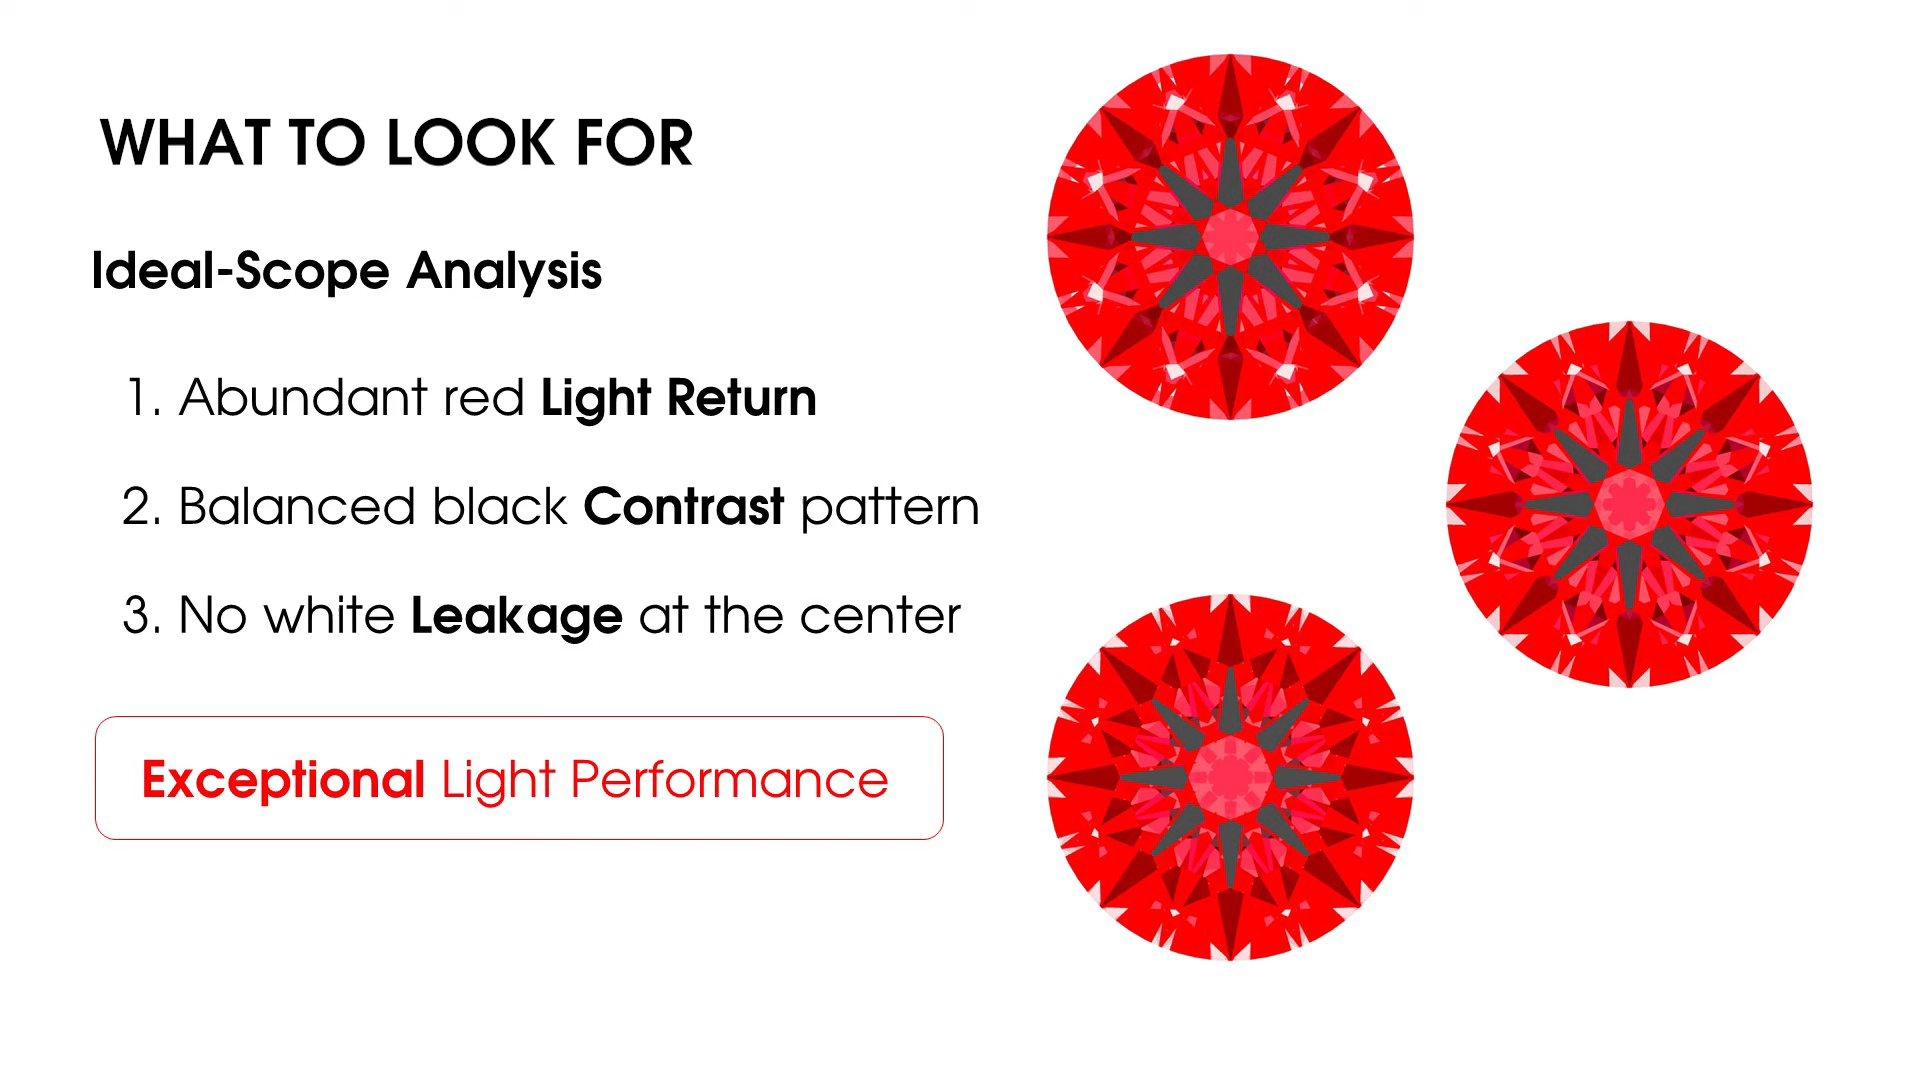 WHAT TO LOOK FOR
Ideal-Scope Analysis
1. Abundant red Light Return
2. Balanced black Contrast pattern
3. No white Leakage at the center
Exceptional Light Performance